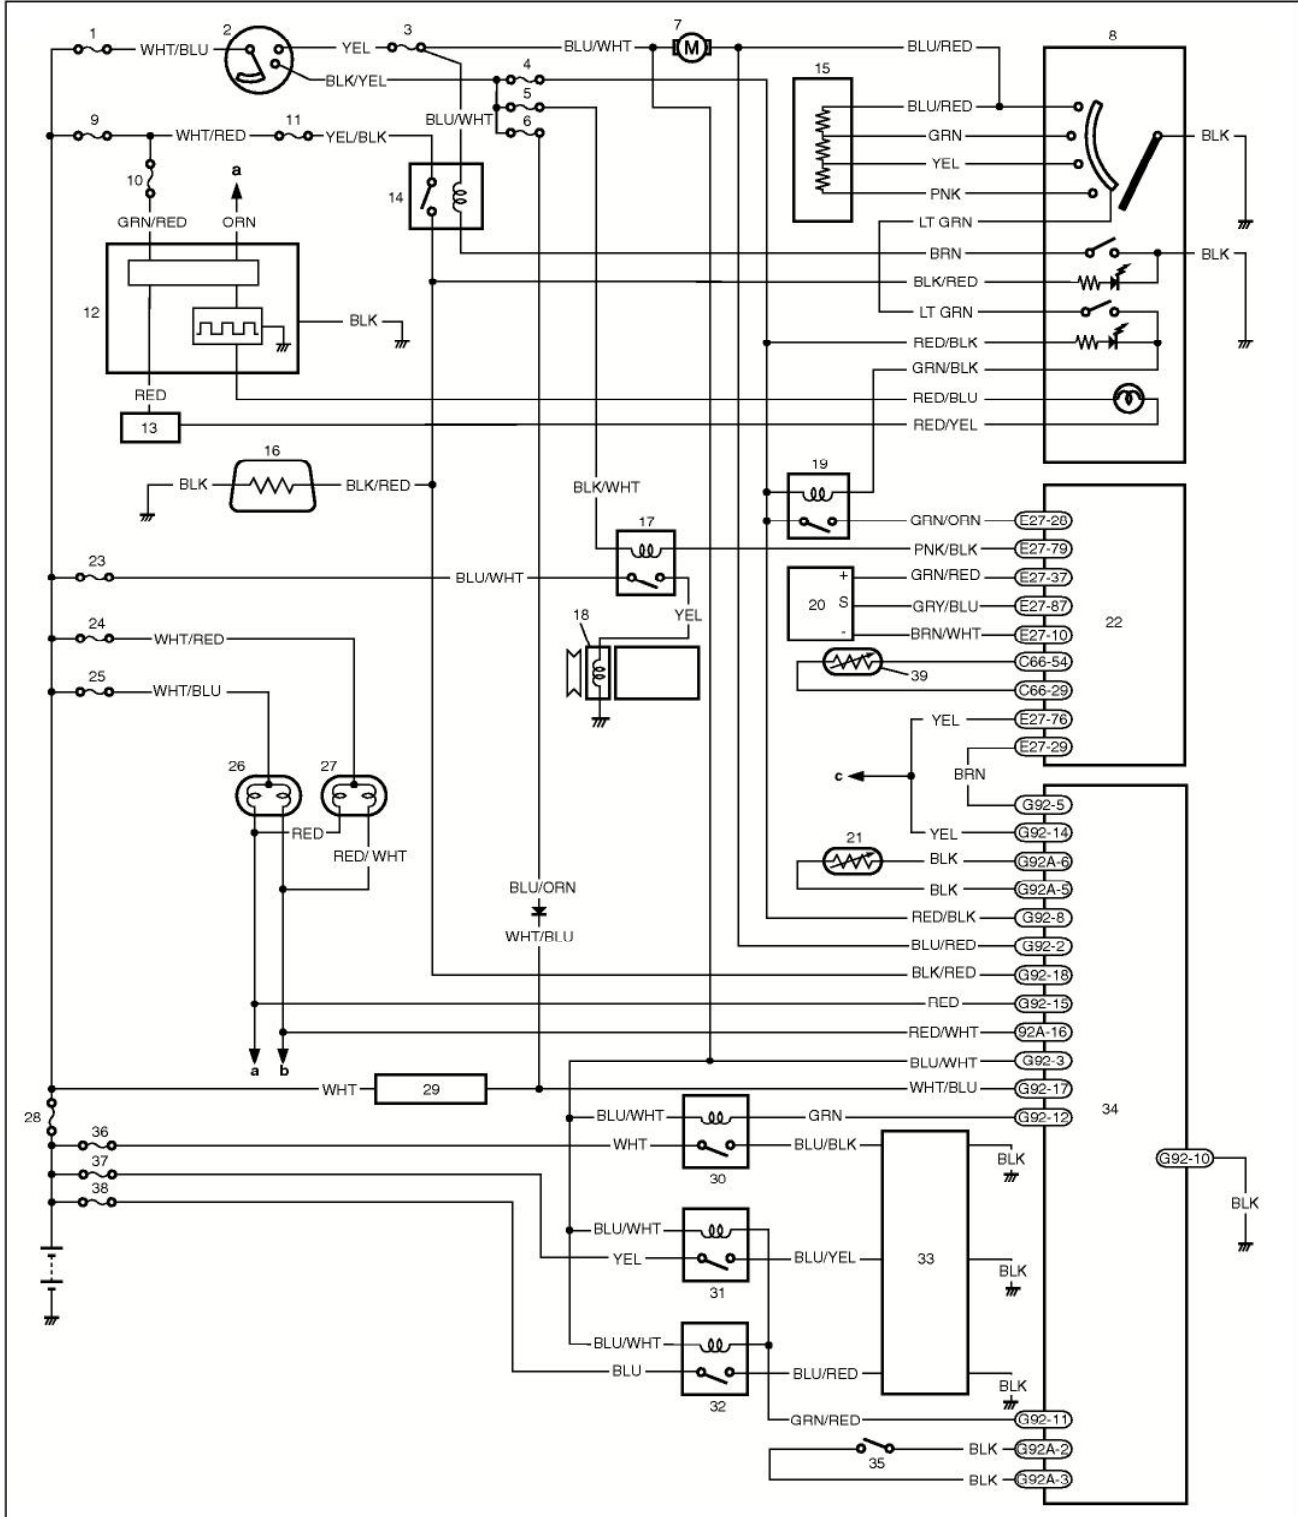 1
2
3
7
8
WHT/BLU
YEL
BLU/WHT
M
BLU/RED
4
BLK/YEL
15
5
BLU/RED
BLU/WHT
6
9
WHT/RED
11
YEL/BLK
GRN
BLK
YEL
a
10
14
PNK
GRN/RED
ORN
LT GRN
BRN
BLK
BLK/RED
12
BLK
LT GRN
RED/BLK
GRN/BLK
RED
RED/BLU
13
RED/YEL
16
19
BLK
BLK/RED
BLK/WHT
17
GRN/ORN
E27-28
PNK/BLK
E27-79
23
BLU/WHT
+
GRN/RED
E27-37
20
S
GRY/BLU
E27-87
18
YEL
22
24
WHT/RED
-
BRN/WHT
E27-10
C66-54
39
25
WHT/BLU
C66-29
YEL
E27-76
E27-29
26
27
c
BRN
G92-5
RED
YEL
G92-14
21
RED/ WHT
BLK
G92A-6
BLU/ORN
BLK
G92A-5
RED/BLK
G92-8
WHT/BLU
BLU/RED
G92-2
BLK/RED
G92-18
RED
G92-15
RED/WHT
92A-16
a
b
BLU/WHT
G92-3
WHT
29
WHT/BLU
G92-17
28
BLU/WHT
GRN
G92-12
34
36
WHT
BLU/BLK
BLK
G92-10
37
30
38
BLK
BLU/WHT
YEL
BLU/YEL
33
BLK
31
BLU/WHT
BLU
BLU/RED
BLK
32
GRN/RED
G92-11
35
BLK
G92A-2
BLK
G92A-3